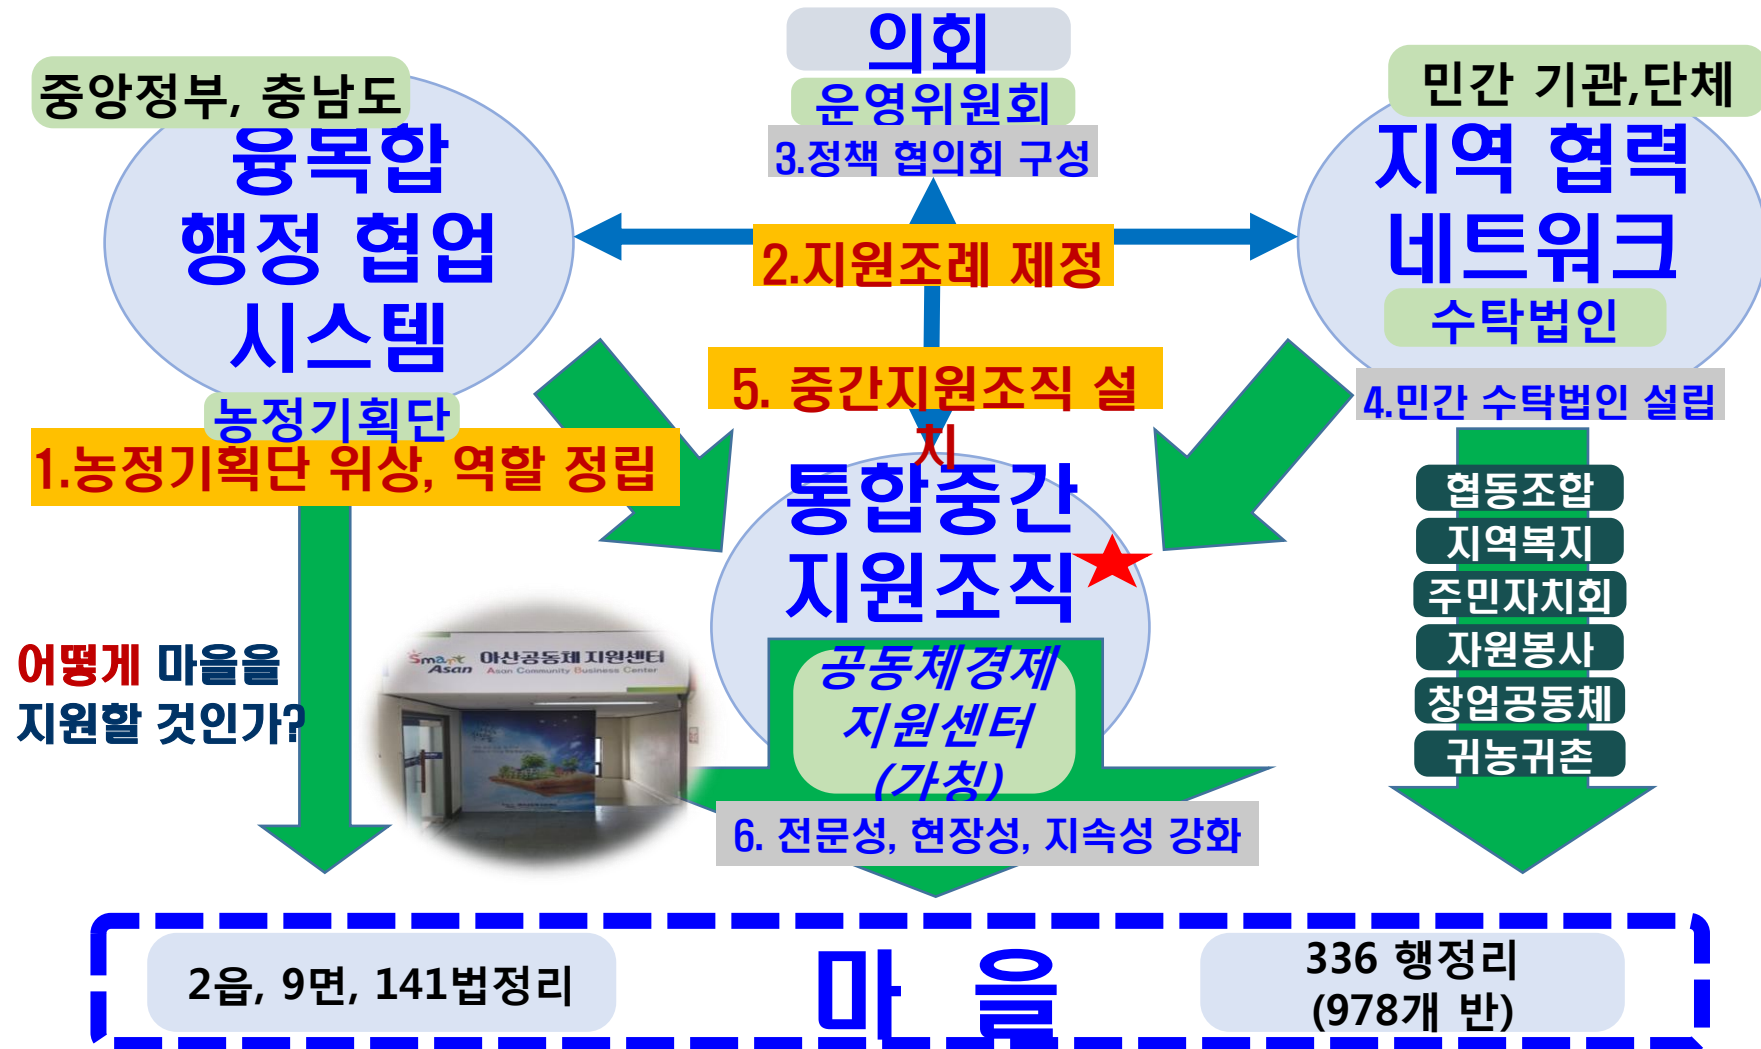 의회
운영위원회
3.정책 협의회 구성
중앙정부, 충남도
융복합
행정 협업
시스템
농정기획단
1.농정기획단 위상, 역할 정립
2.지원조례 제정
5. 중간지원조직 설
치
민간 기관,단체
지역 협력
네트워크
수탁법인
4.민간 수탁법인 설립
협동조합
지역복지
주민자치회
자원봉사
창업공동체
귀농귀촌
통합중간
지원조직
공동체경제
지원센터
(가칭)
6. 전문성, 현장성, 지속성 강화
어떻게 마을을
지원할 것인가?
smart Asan
아산공동체 지원센터
Asan Community Business Center
2읍, 9면, 141법정리
마 을
336 행정리
(978개 반)